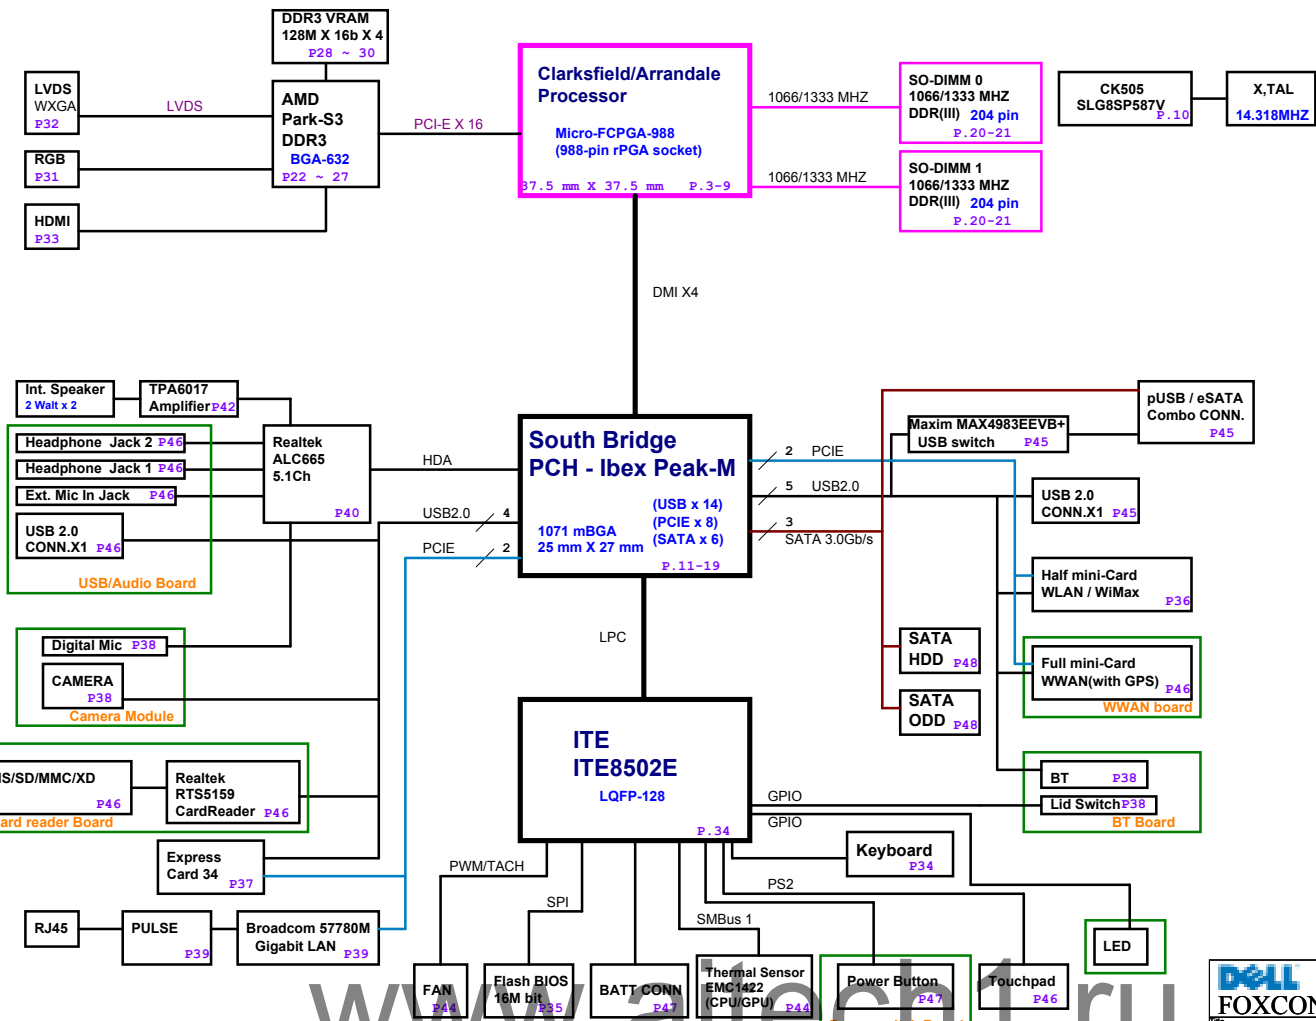 DDR3 VRAM
128M X 16b X 4
P28 ~ 30
LVDS
WXGA
P32
LVDS
AMD
Park-S3
DDR3
BGA-632
P22 ~ 27
RGB
P31
HDMI
P33
PCI-E X 16
Clarksfield/Arrandale
Processor
Micro-FCPGA-988
(988-pin rPGA socket)
37.5 mm X 37.5 mm P.3-9
1066/1333 MHZ
SO-DIMM 0
1066/1333 MHZ
DDR(III) 204 pin
P.20-21
1066/1333 MHZ
SO-DIMM 1
1066/1333 MHZ
DDR(III) 204 pin
P.20-21
CK505
SLG8SP587V
P.10
X,TAL
14.318MHZ
DMI X4
Int. Speaker
2 Walt x 2
TPA6017
Amplifier P42
Headphone Jack 2 P46
Headphone Jack 1 P46
Ext. Mic In Jack P46
USB 2.0
CONN.X1 P46
USB/Audio Board
Realtek
ALC665
5.1Ch
P40
HDA
USB2.0 4
PCIE 2
South Bridge
PCH - Ibex Peak-M
(USB x 14)
(PCIE x 8)
(SATA x 6)
1071 mBGA
25 mm X 27 mm
P.11-19
2 PCIE
5 USB2.0
3
SATA 3.0Gb/s
Maxim MAX4983EEVB+
USB switch P45
pUSB / eSATA
Combo CONN.
P45
USB 2.0
CONN.X1 P45
Half mini-Card
WLAN / WiMax
P36
Full mini-Card
WWAN(with GPS) P46
WWAN board
SATA
HDD P48
SATA
ODD P48
BT P38
Lid Switch P38
BT Board
LPC
Digital Mic P38
CAMERA
P38
Camera Module
IS/SD/MMC/XD
P46
ard reader Board
Realtek
RTS5159
CardReader P46
Express
Card 34 P37
RJ45
PULSE
P39
Broadcom 57780M
Gigabit LAN P39
ITE
ITE8502E
LQFP-128
P.34
GPIO
GPIO
Keyboard
P34
PS2
PWM/TACH
SPI
SMBus 1
FAN
P44
Flash BIOS
16M bit P35
BATT CONN
P47
Thermal Sensor
EMC1422
(CPU/GPU) P44
Power Button
P47
Touchpad
P46
LED
DELL
FOXCON
www.aitech1.ru